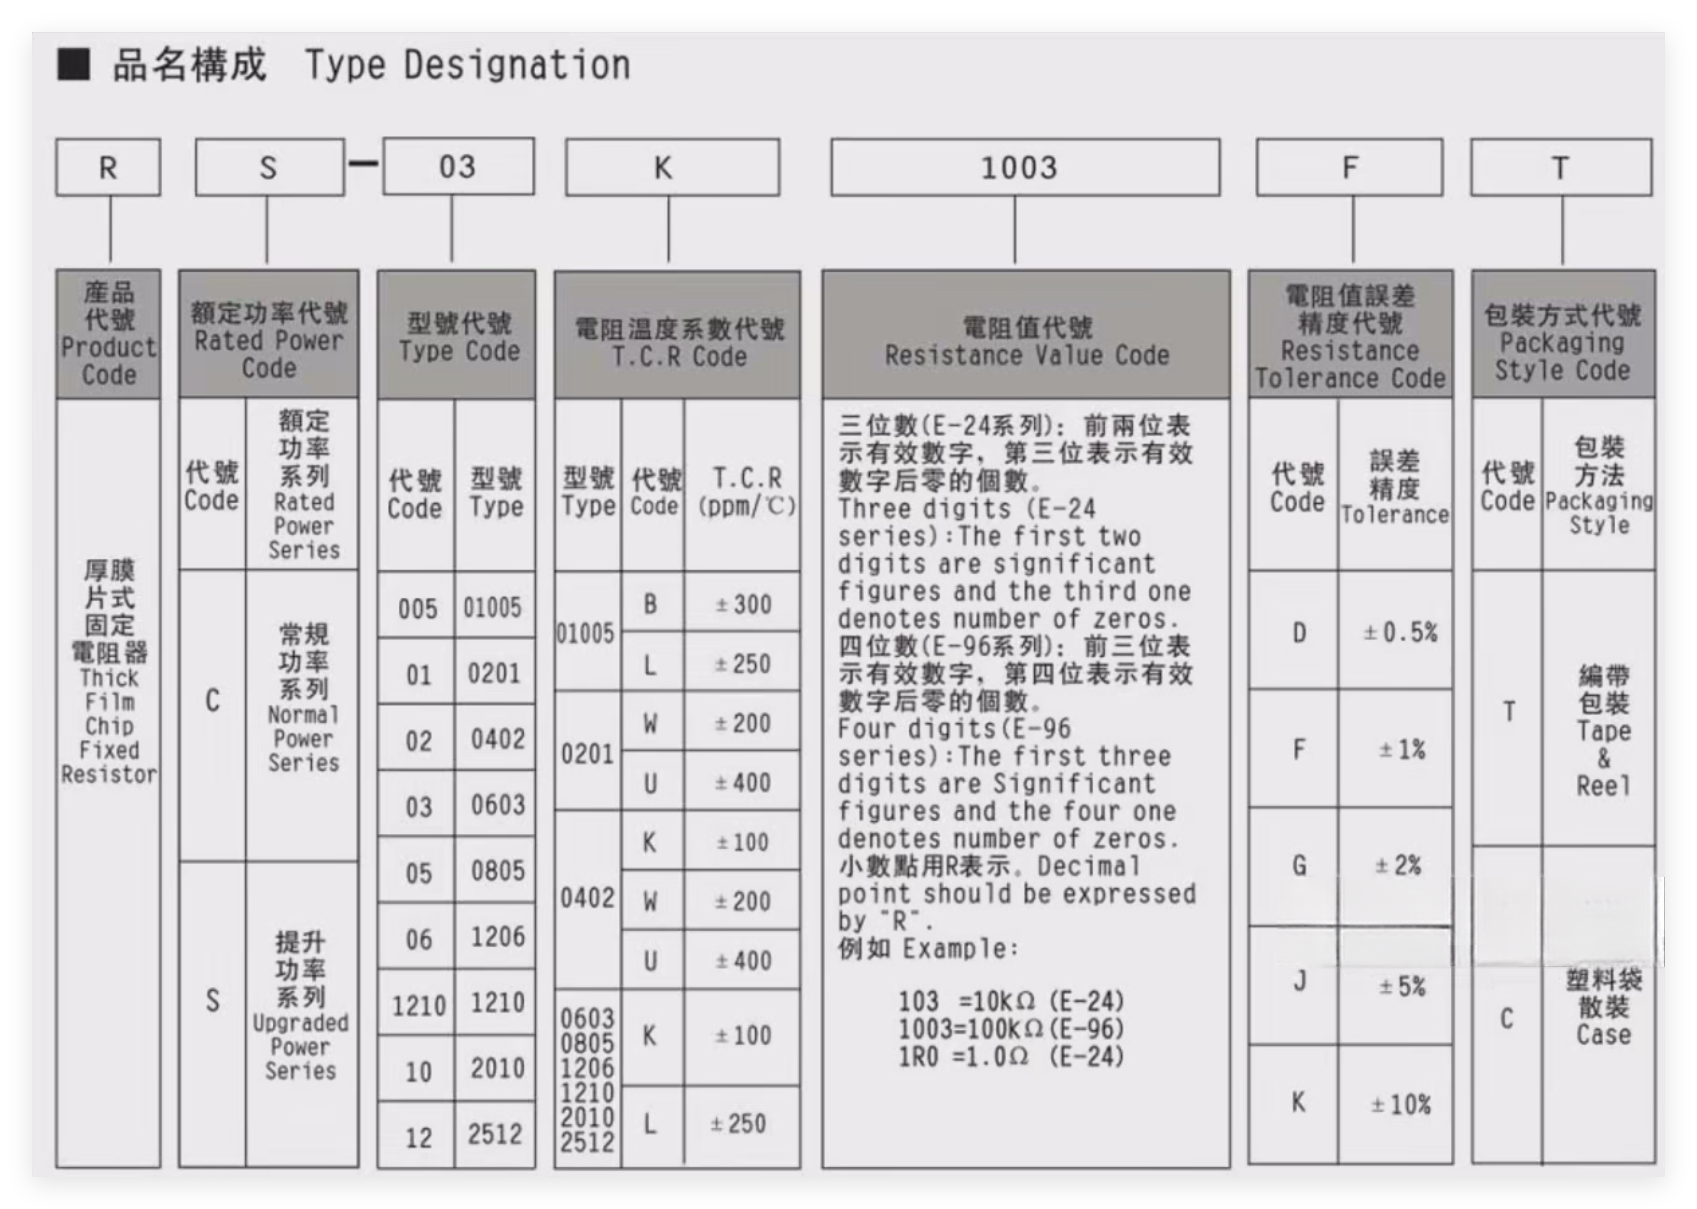 ■ 品名構成 Type Designation
R S — 03 K 1003 F T
産品
代號
Product
Code
額定功率代號
Rated Power
Code
型號代號
Type Code
電阻温度系數代號
T.C.R Code
電阻值代號
Resistance Value Code
電阻值誤差
精度代號
Resistance
Tolerance Code
包裝方式代號
Packaging
Style Code
厚膜
片式
固定
電阻器
Thick
Film
Chip
Fixed
Resistor
代號
Code
額定
功率
系列
Rated
Power
Series
C
常規
功率
系列
Normal
Power
Series
S
提升
功率
系列
Upgraded
Power
Series
代號
Code
型號
Type
005 01005
01 0201
02 0402
03 0603
05 0805
06 1206
1210 1210
10 2010
12 2512
型號
Type
代號
Code
T.C.R
(ppm/℃)
01005
B ±300
L ±250
0201
W ±200
U ±400
0402
K ±100
W ±200
U ±400
0603
0805
1206
1210
2010
2512
K ±100
L ±250
三位數(E-24系列): 前兩位表
示有效數字, 第三位表示有效
數字后零的個數。
Three digits (E-24
series):The first two
digits are significant
figures and the third one
denotes number of zeros.
四位數(E-96系列): 前三位表
示有效數字, 第四位表示有效
數字后零的個數。
Four digits(E-96
series):The first three
digits are Significant
figures and the four one
denotes number of zeros.
小數點用R表示。Decimal
point should be expressed
by "R".
例如 Example:
103 =10kΩ (E-24)
1003=100kΩ(E-96)
1R0 =1.0Ω (E-24)
代號
Code
誤差
精度
Tolerance
D ±0.5%
F ±1%
G ±2%
J ±5%
K ±10%
代號
Code
包裝
方法
Packaging
Style
T
編帶
包裝
Tape
&
Reel
C
塑料袋
散裝
Case